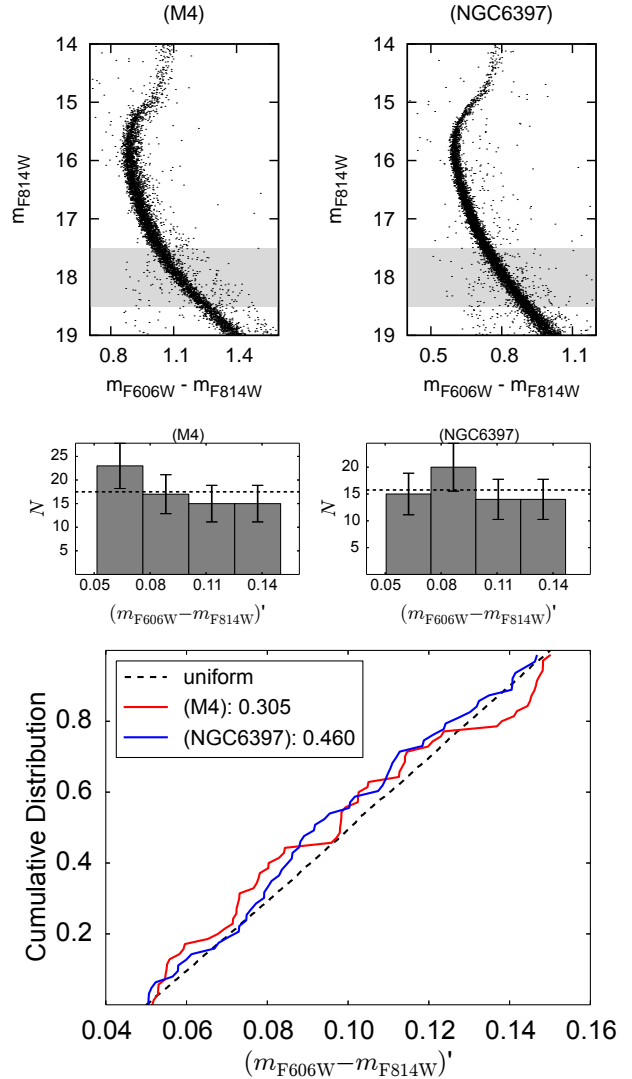 (M4) (NGC6397)
14 14
15 15
16 16
17 17
18 18
19 19
m_F814W m_F814W
0.8 1.1 1.4 0.5 0.8 1.1
m_F606W - m_F814W m_F606W - m_F814W
(M4) (NGC6397)
25
20 20
15 15
10 10
5 5
N N
0.05 0.08 0.11 0.14 0.05 0.08 0.11 0.14
(m_F606W−m_F814W)' (m_F606W−m_F814W)'
uniform
(M4): 0.305
(NGC6397): 0.460
0.8
0.6
0.4
0.2
Cumulative Distribution
0.04 0.06 0.08 0.10 0.12 0.14 0.16
(m_F606W−m_F814W)'